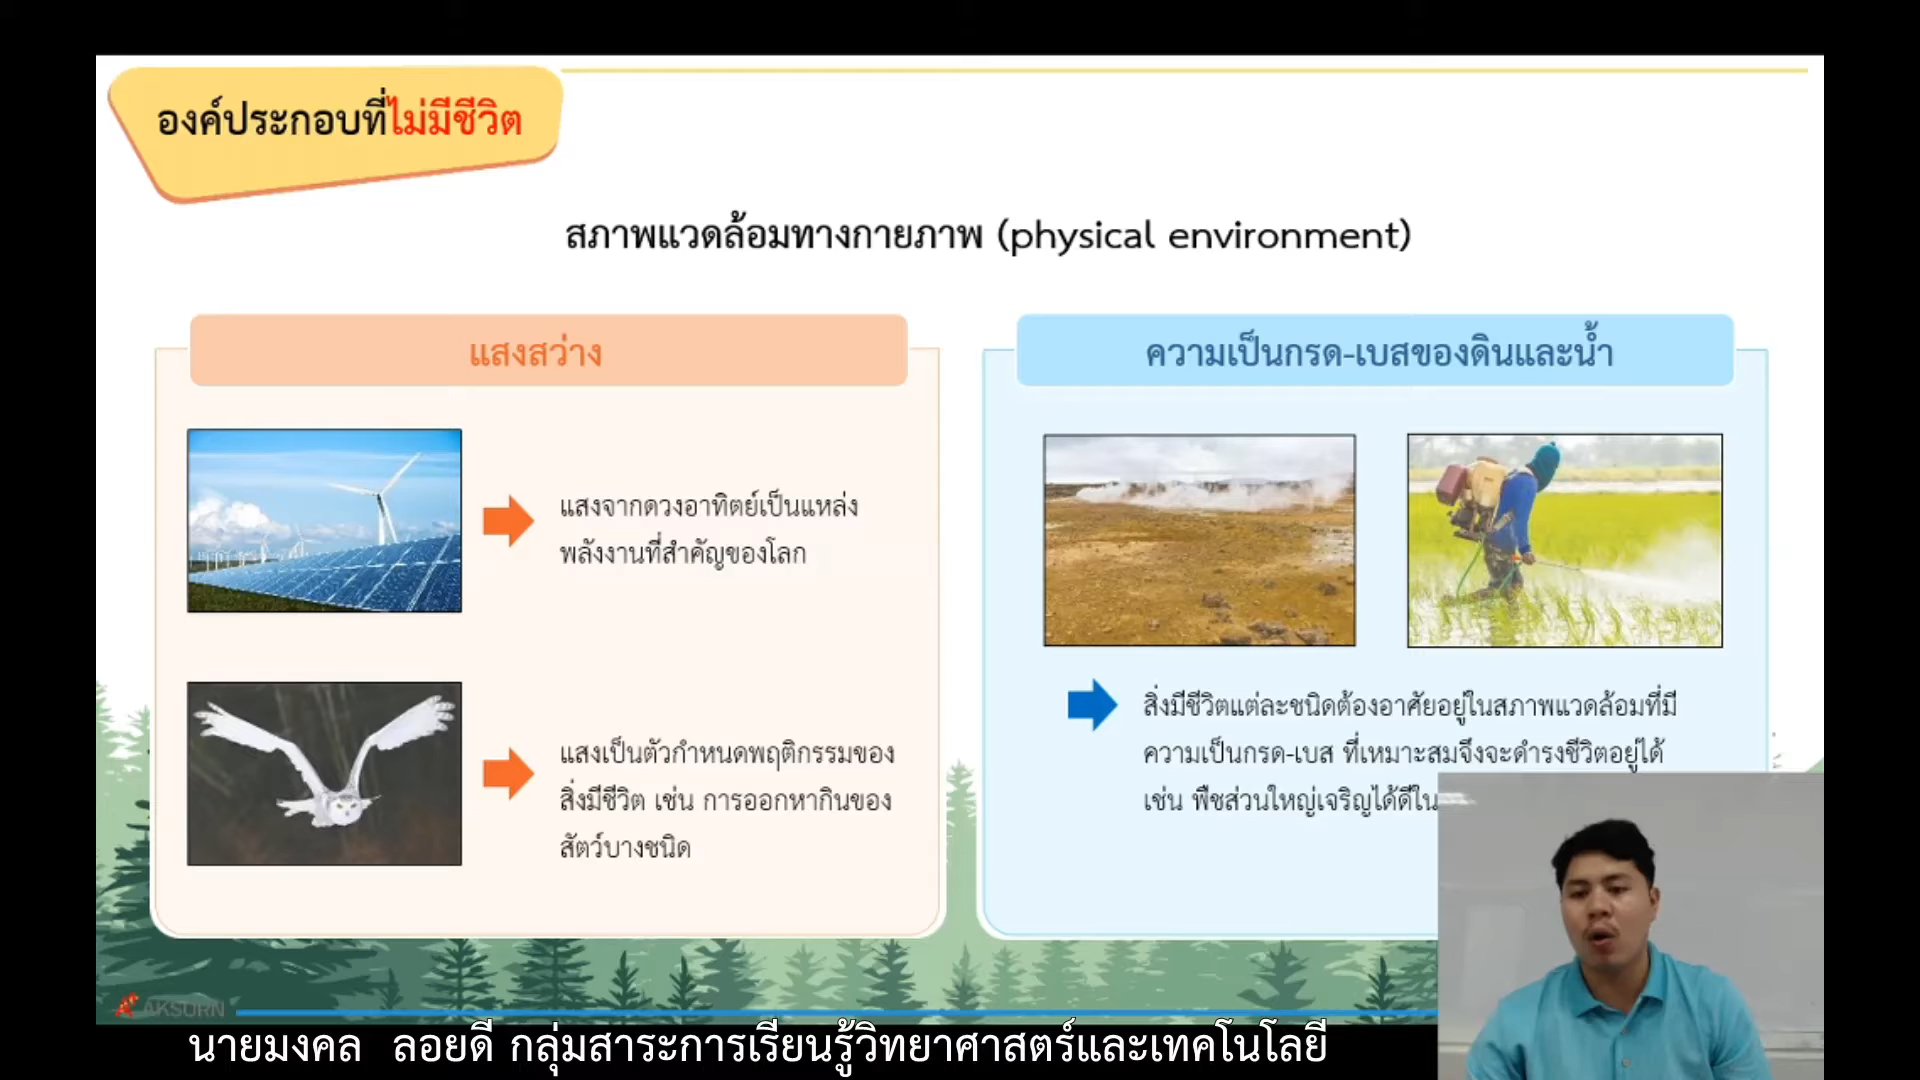 องค์ประกอบที่ไม่มีชีวิต
สภาพแวดล้อมทางกายภาพ (physical environment)
แสงสว่าง
แสงจากดวงอาทิตย์เป็นแหล่ง
พลังงานที่สำคัญของโลก
แสงเป็นตัวกำหนดพฤติกรรมของ
สิ่งมีชีวิต เช่น การออกหากินของ
สัตว์บางชนิด
ความเป็นกรด-เบสของดินและน้ำ
สิ่งมีชีวิตแต่ละชนิดต้องอาศัยอยู่ในสภาพแวดล้อมที่มี
ความเป็นกรด-เบส ที่เหมาะสมจึงจะดำรงชีวิตอยู่ได้
เช่น พืชส่วนใหญ่เจริญได้ดีใน
AKSORN
นายมงคล ลอยดี กลุ่มสาระการเรียนรู้วิทยาศาสตร์และเทคโนโลยี